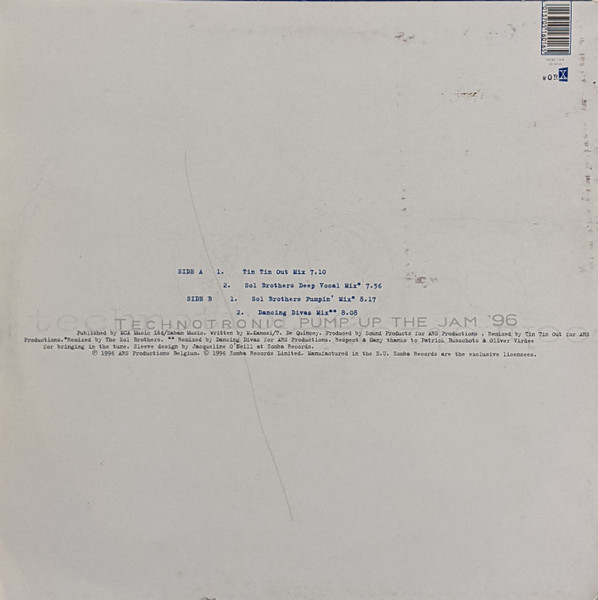 SIDE A 1. Tin Tin Out Mix 7.10
2. Sol Brothers Deep Vocal Mix* 7.56
SIDE B 1. Sol Brothers Pumpin' Mix* 8.17
2. Dancing Divas Mix** 8.08
TECHNOTRONIC PUMP UP THE JAM '96
Published by MCA Music Ltd/Zaban Music. Written by M.Kamosi/T. De Quincey. Produced by Sound Products for ARS Productions . Remixed by Tin Tin Out for ARS
Productions.*Remixed by The Sol Brothers. ** Remixed by Dancing Divas for ARS Productions. Respect & Many thanks to Patrick Busschots & Oliver Virdee
for bringing in the tune. Sleeve design by Jacqueline O'Neill at Zomba Records.
℗ 1996 ARS Productions Belgium. © 1996 Zomba Records Limited. Manufactured in the E.U. Zomba Records are the exclusive licensees.